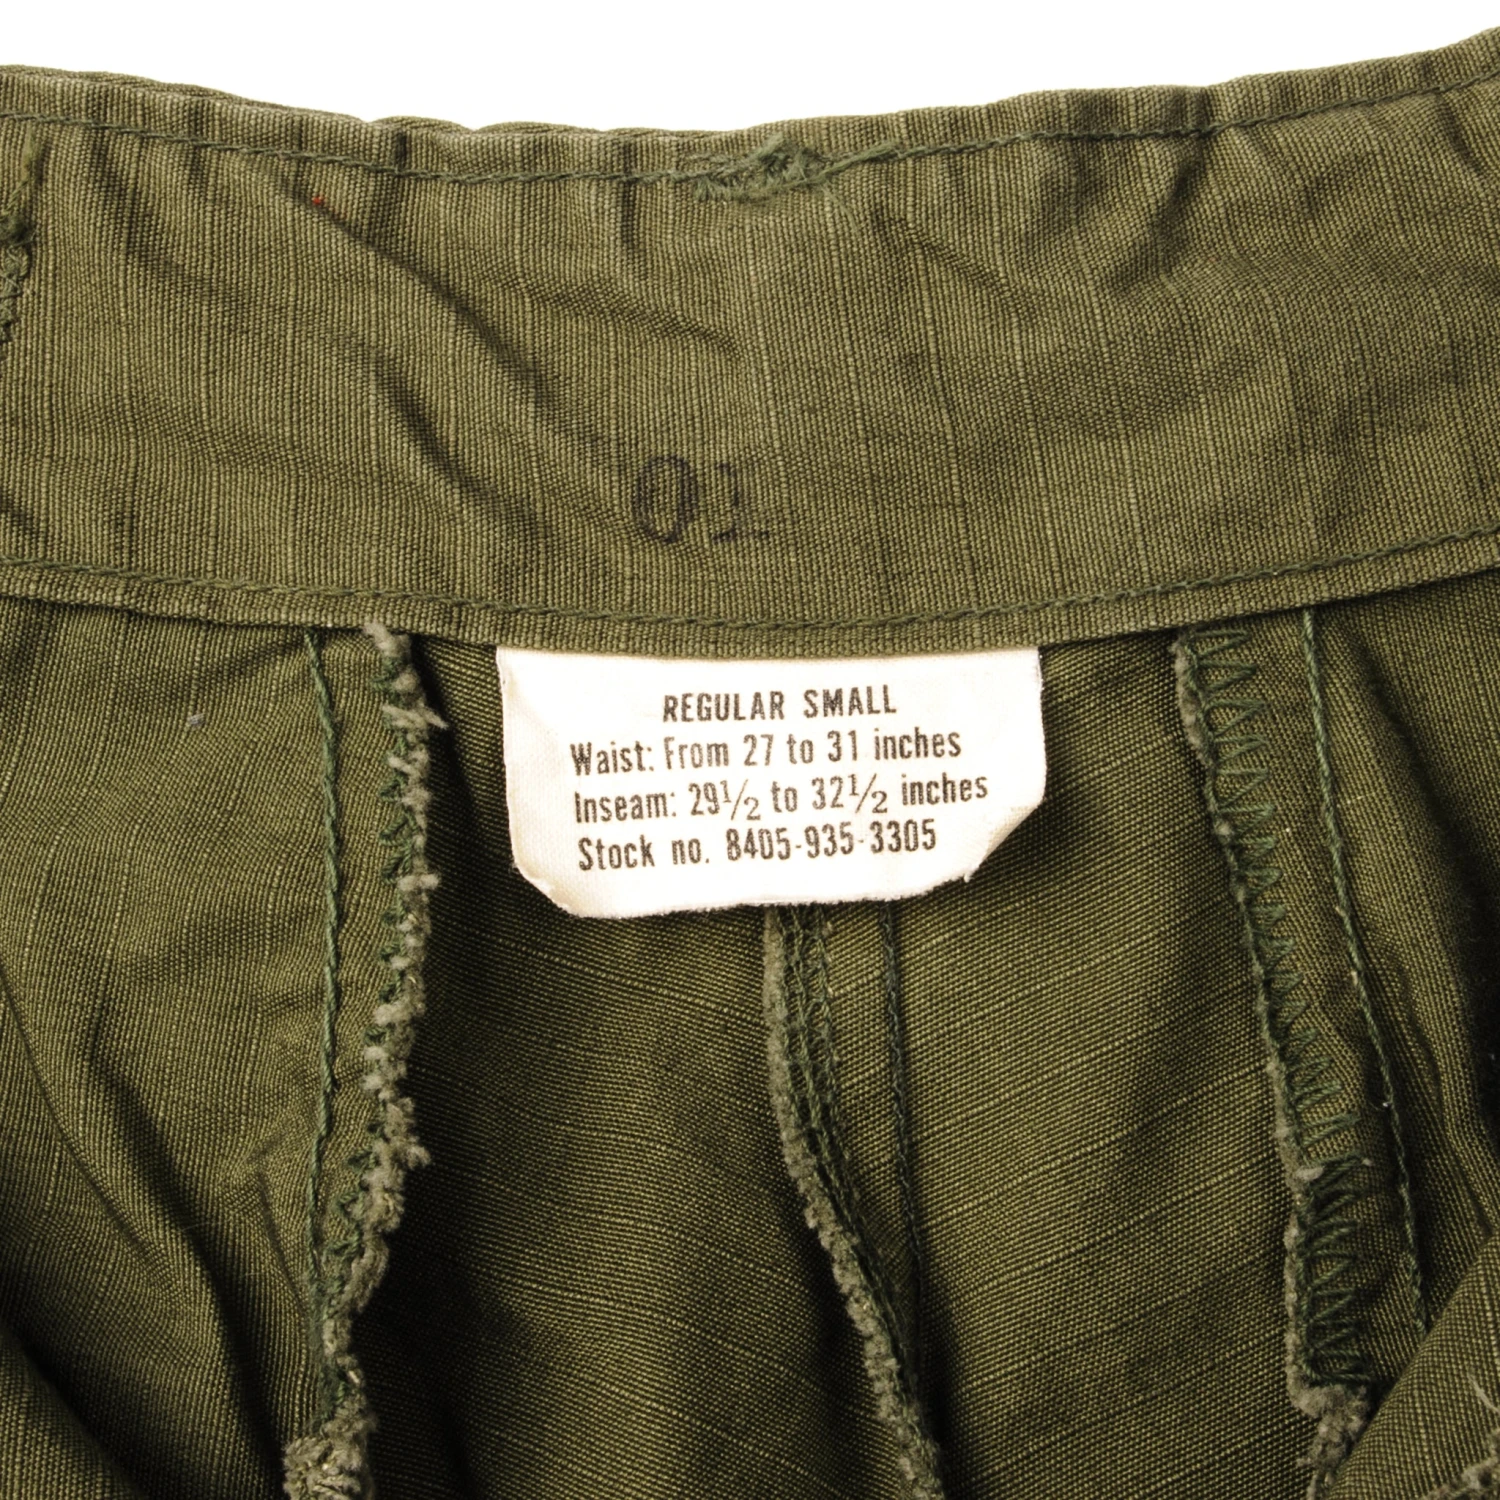 01
REGULAR SMALL
Waist: From 27 to 31 inches
Inseam: 29½ to 32½ inches
Stock no. 8405-935-3305